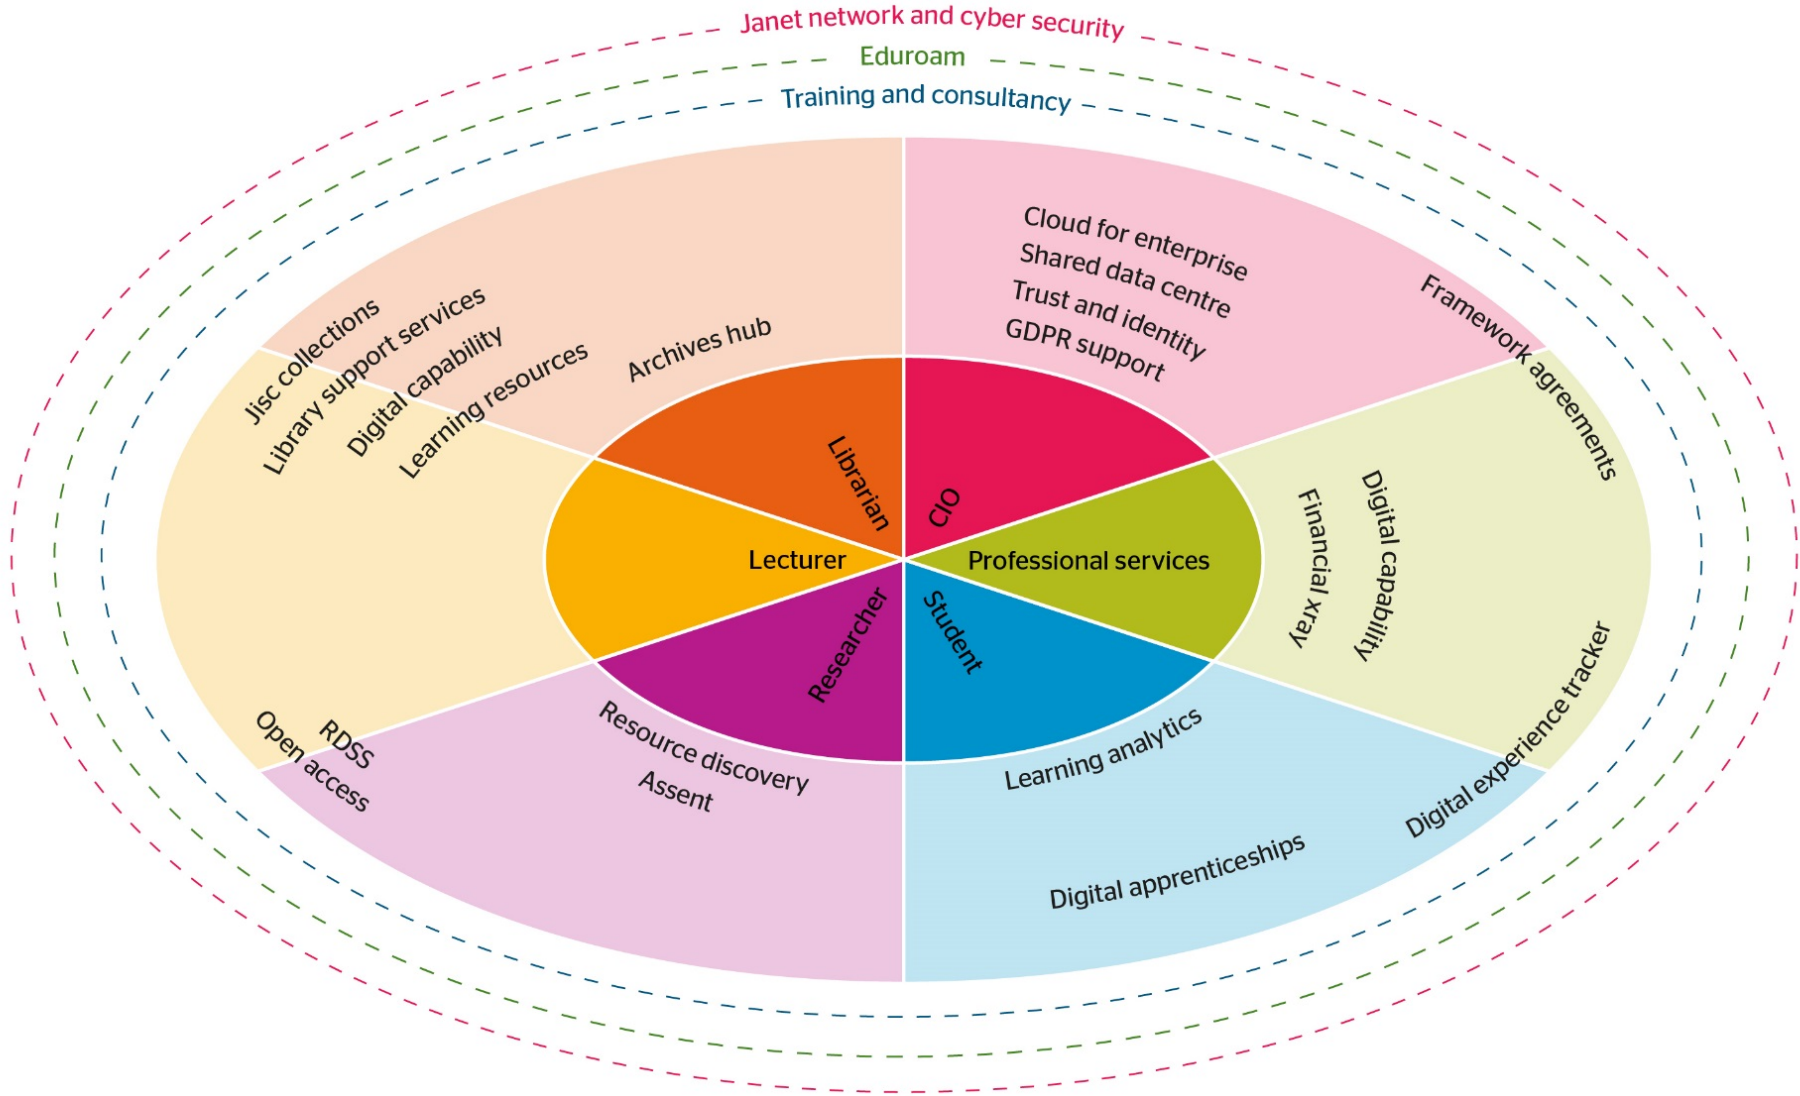 Janet network and cyber security
Eduroam
Training and consultancy
Cloud for enterprise
Shared data centre
Trust and identity
GDPR support
Framework agreements
Jisc collections
Library support services
Digital capability
Learning resources
Archives hub
Librarian
CIO
Lecturer
Professional services
Researcher
Student
Financial xray
Digital capability
Digital experience tracker
Open access
RDSS
Resource discovery
Assent
Learning analytics
Digital apprenticeships